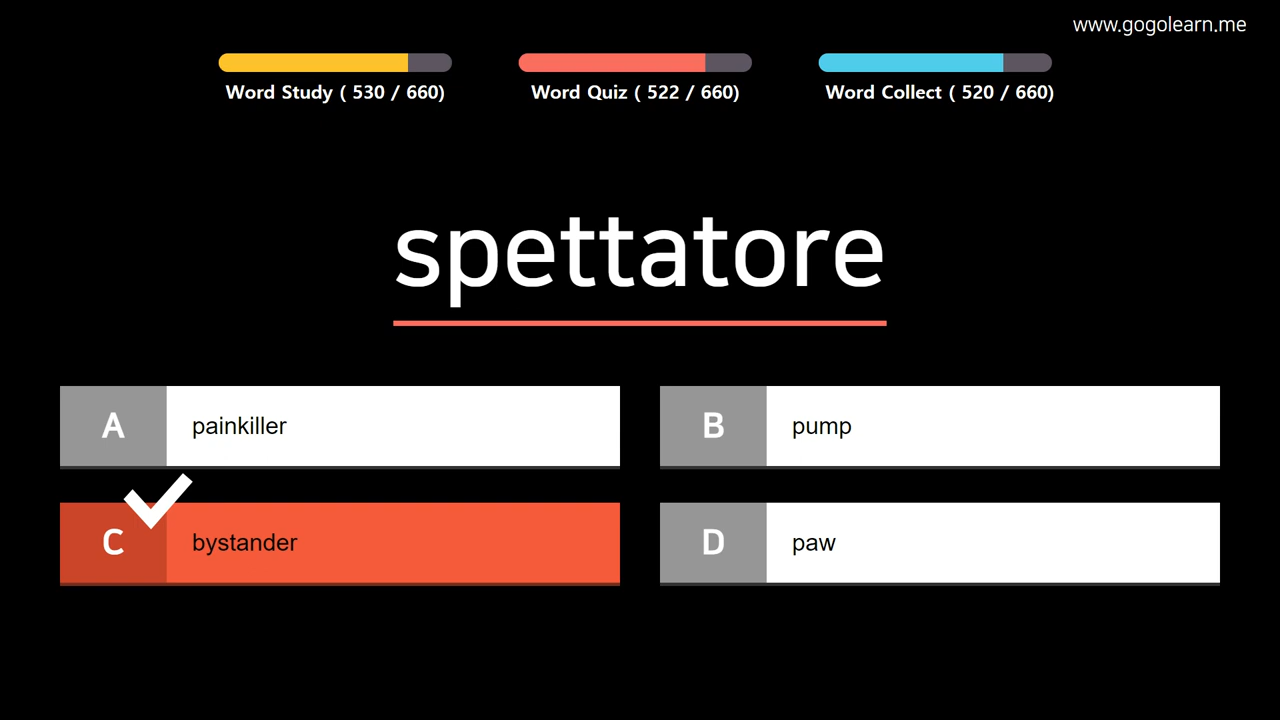 www.gogolearn.me
Word Study ( 530 / 660)
Word Quiz ( 522 / 660)
Word Collect ( 520 / 660)
spettatore
A painkiller
B pump
C bystander
D paw